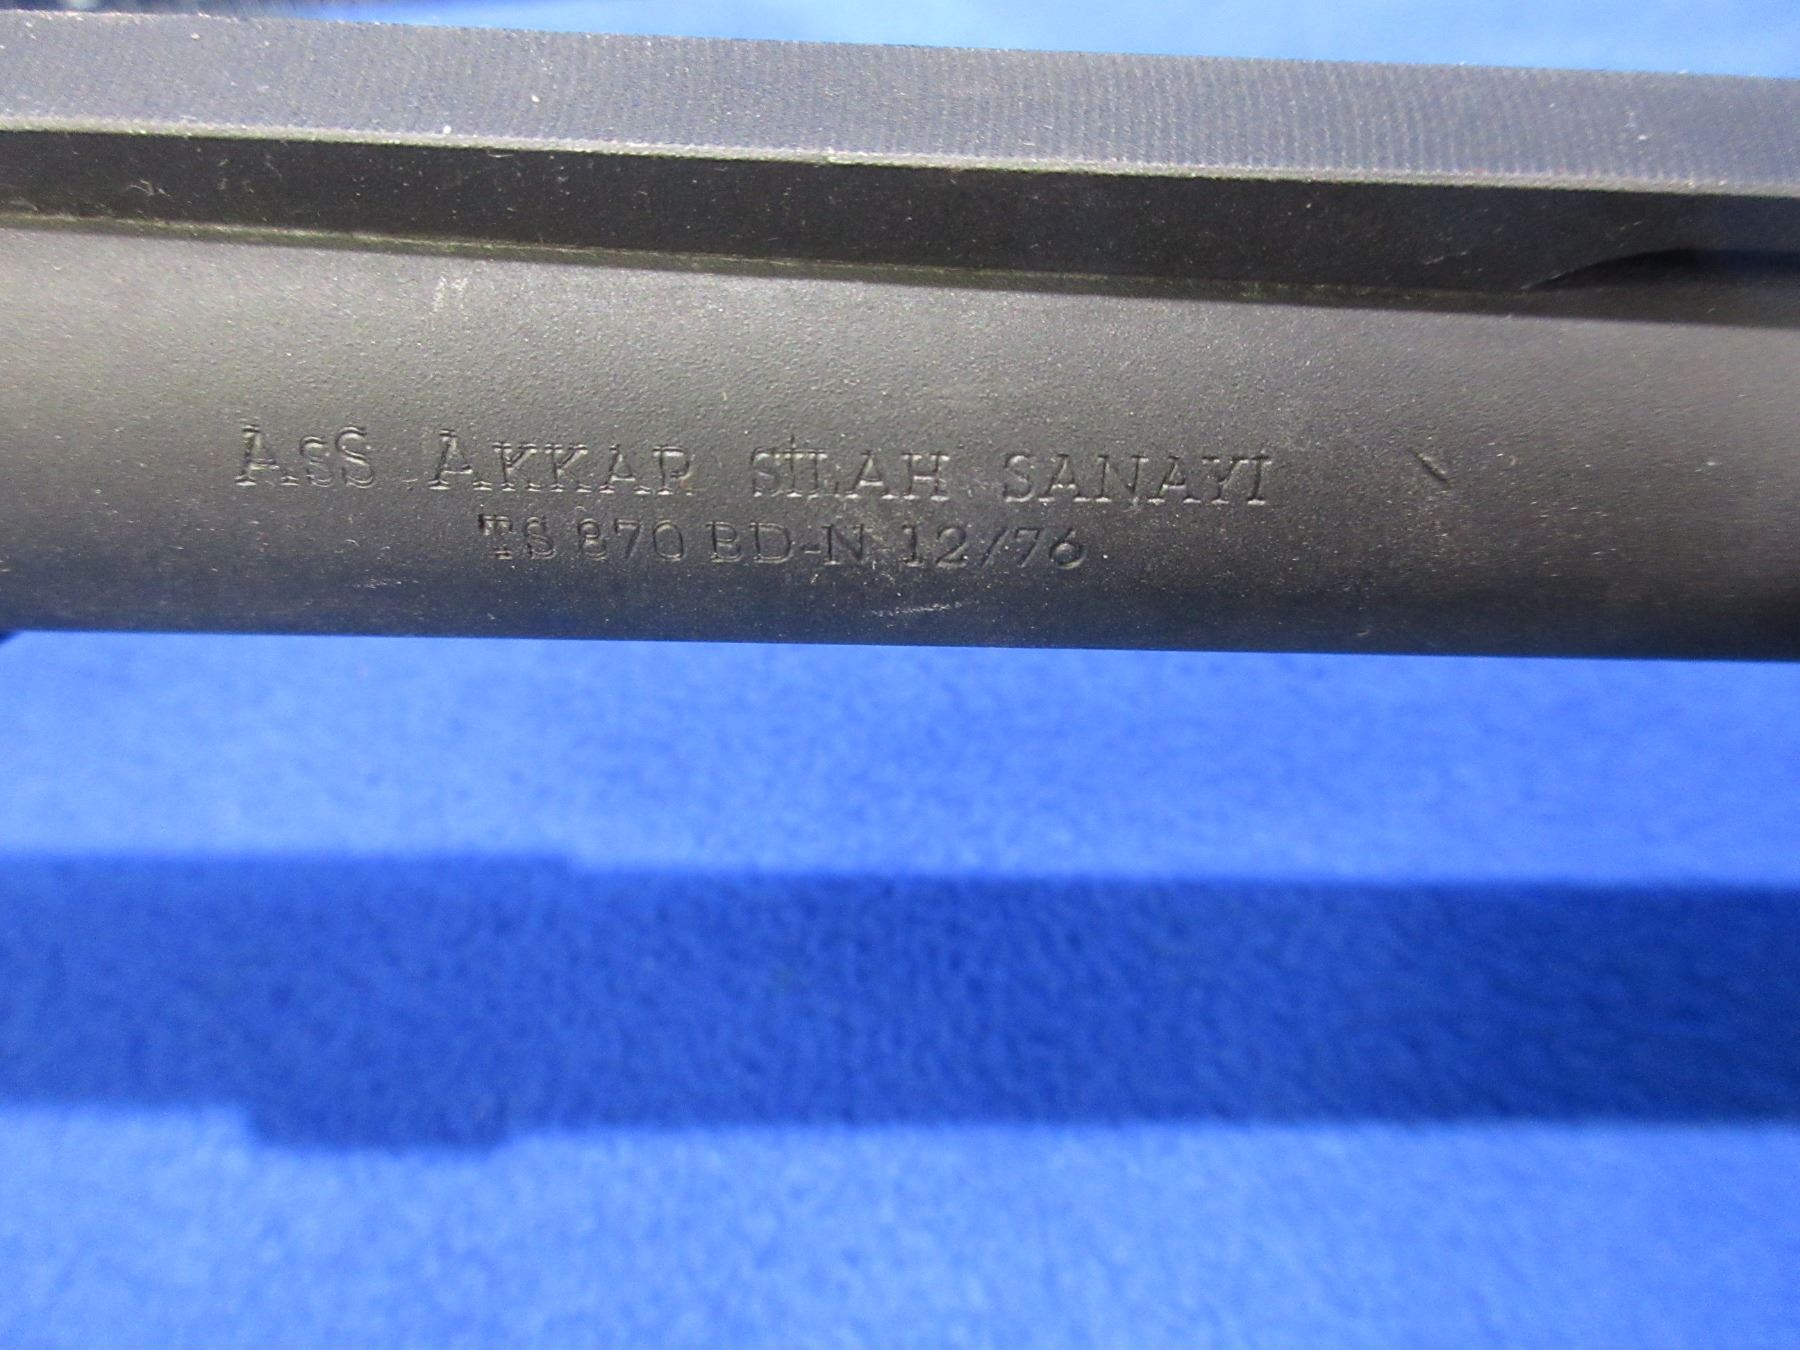 AsS AKKAR SİLAH SANAYİ
TS 870 BD-N 12/76